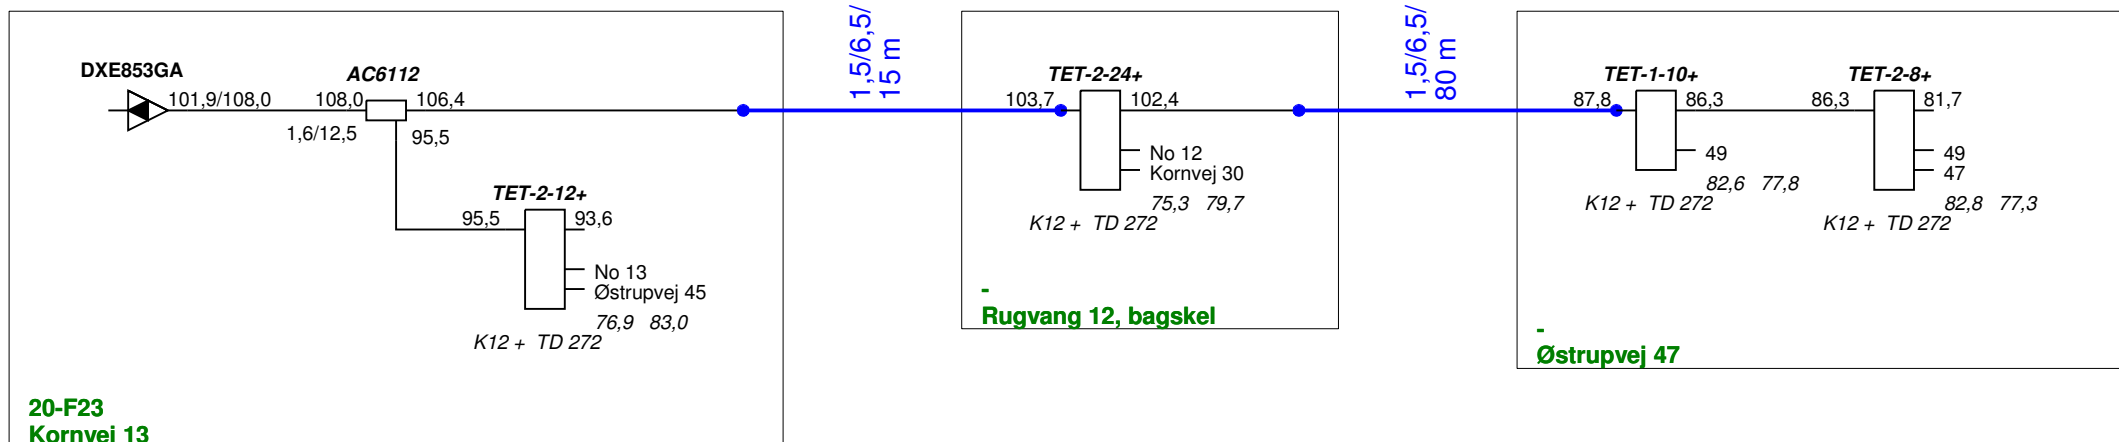 DXE853GA
101,9/108,0
AC6112
108,0
106,4
1,6/12,5
95,5
TET-2-12+
95,5
93,6
No 13
Østrupvej 45
76,9 83,0
K12 + TD 272
20-F23
Kornvej 13
1,5/6,5/
15 m
TET-2-24+
103,7
102,4
No 12
Kornvej 30
75,3 79,7
K12 + TD 272
-
Rugvang 12, bagskel
1,5/6,5/
80 m
TET-1-10+
87,8
86,3
49
82,6 77,8
K12 + TD 272
TET-2-8+
86,3
81,7
49
47
82,8 77,3
K12 + TD 272
-
Østrupvej 47